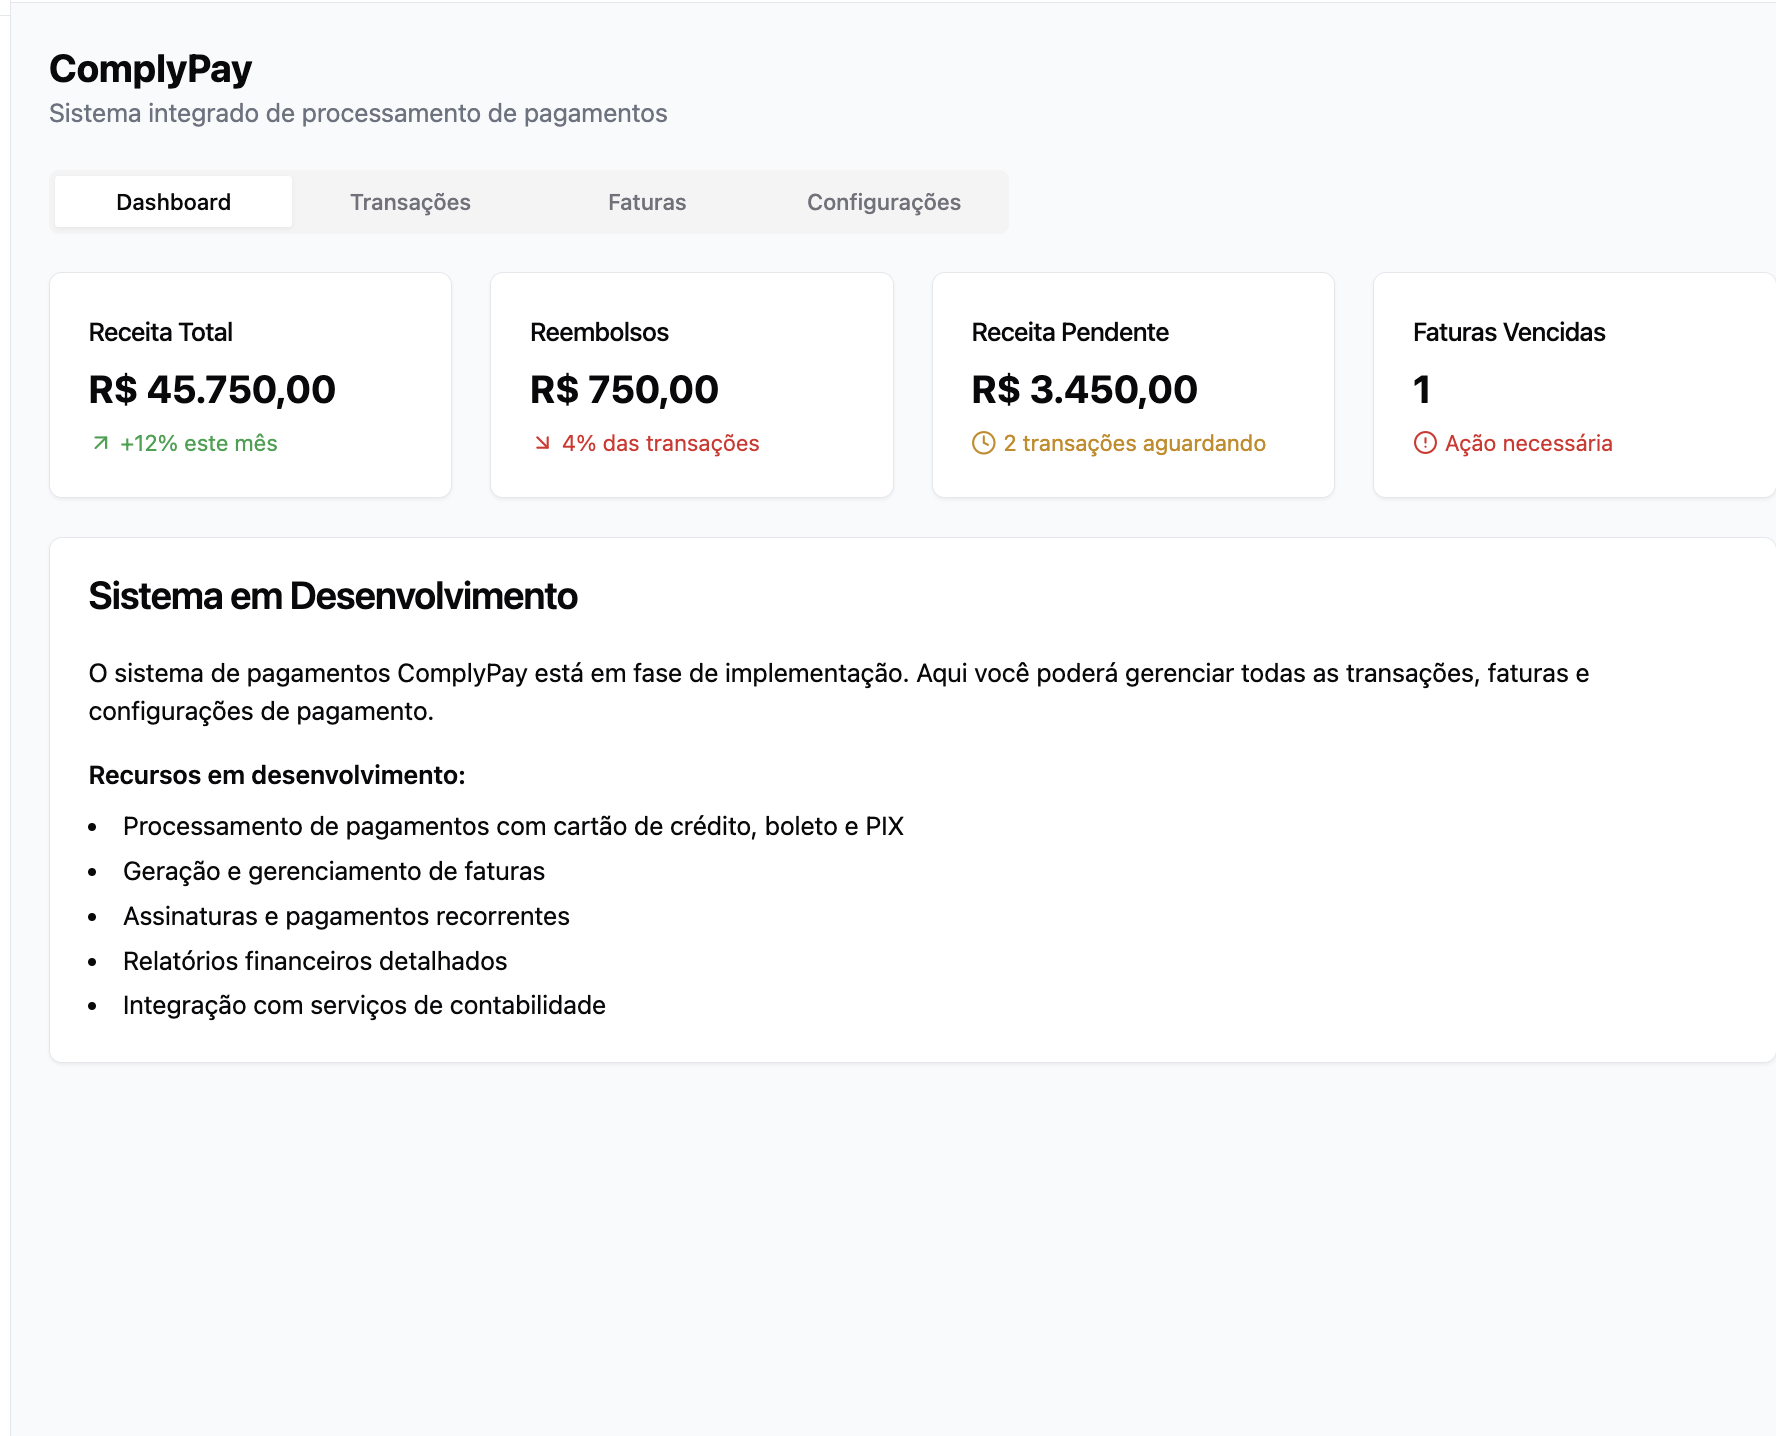 ComplyPay
Sistema integrado de processamento de pagamentos
Dashboard
Transações
Faturas
Configurações
Receita Total
R$ 45.750,00
+12% este mês
Reembolsos
R$ 750,00
4% das transações
Receita Pendente
R$ 3.450,00
2 transações aguardando
Faturas Vencidas
1
Ação necessária
Sistema em Desenvolvimento
O sistema de pagamentos ComplyPay está em fase de implementação. Aqui você poderá gerenciar todas as transações, faturas e
configurações de pagamento.
Recursos em desenvolvimento:
• Processamento de pagamentos com cartão de crédito, boleto e PIX
• Geração e gerenciamento de faturas
• Assinaturas e pagamentos recorrentes
• Relatórios financeiros detalhados
• Integração com serviços de contabilidade